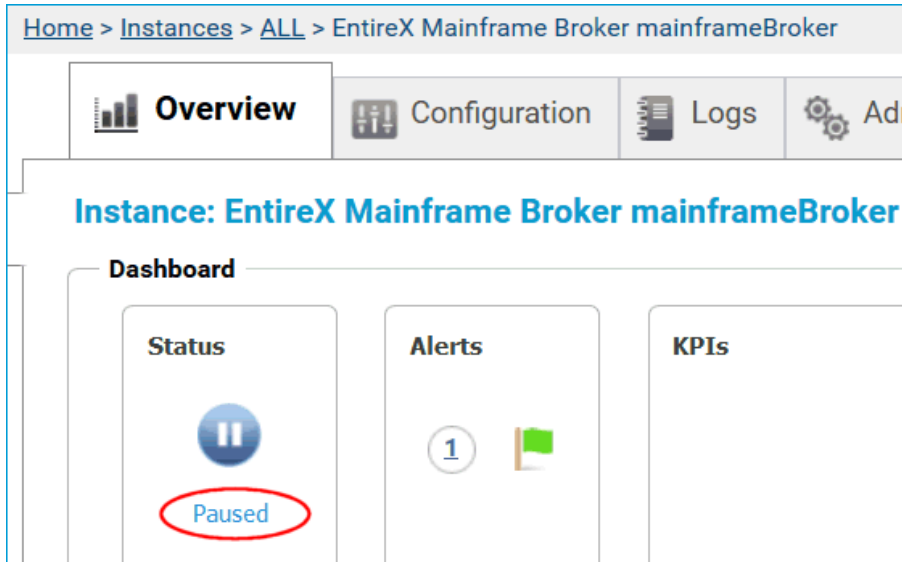 Home > Instances > ALL > EntireX Mainframe Broker mainframeBroker
Overview
Configuration
Logs
Instance: EntireX Mainframe Broker mainframeBroker
Dashboard
Status
Alerts
KPIs
1
Paused